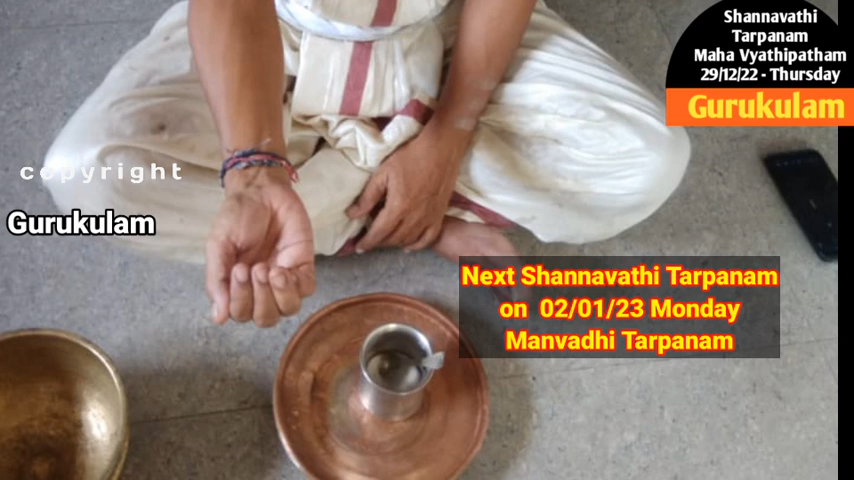 Shannavathi
Tarpanam
Maha Vyathipatham
29/12/22 - Thursday
Gurukulam
copyright
Gurukulam
Next Shannavathi Tarpanam
on 02/01/23 Monday
Manvadhi Tarpanam